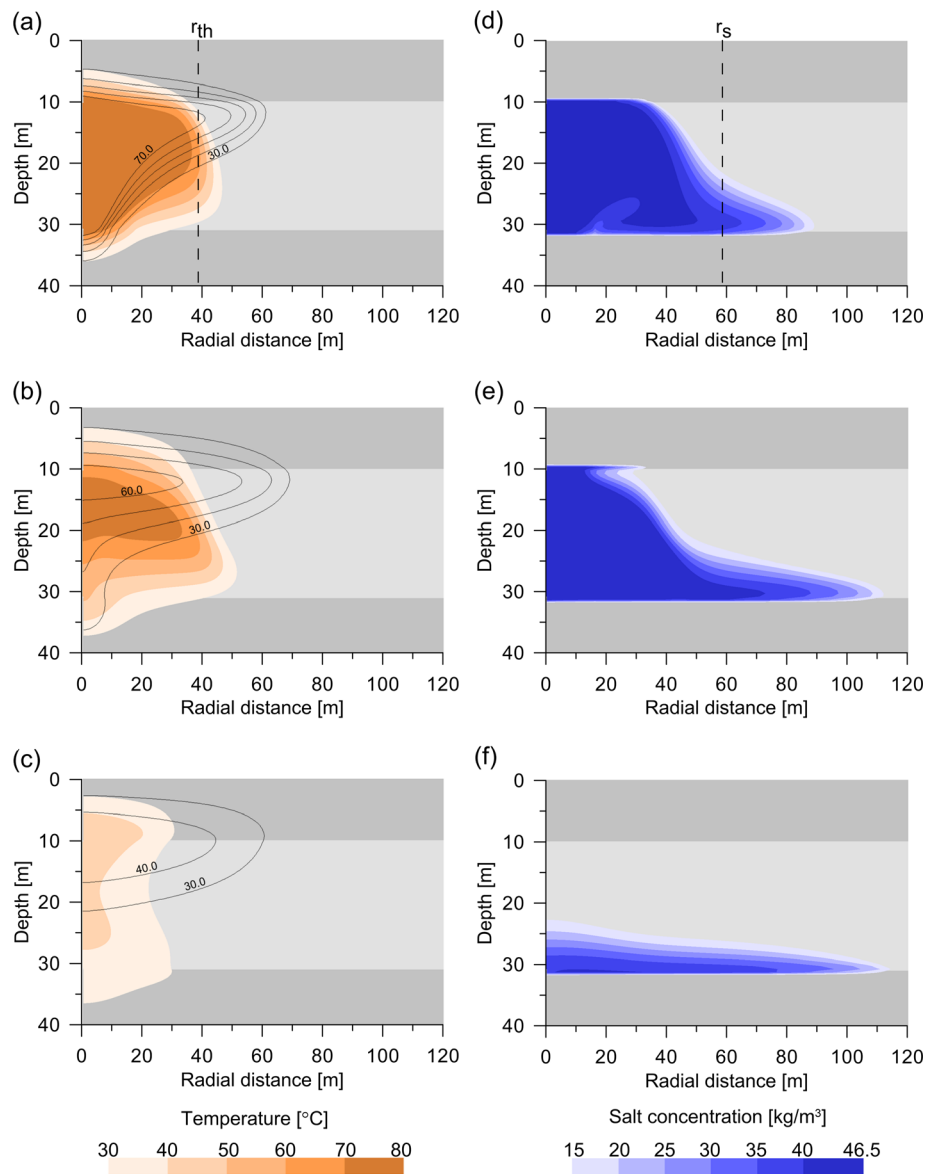 (a)
r_th
0
10
20
30
40
Depth [m]
70.0
30.0
0 20 40 60 80 100 120
Radial distance [m]
(d)
r_s
0
10
20
30
40
Depth [m]
0 20 40 60 80 100 120
Radial distance [m]
(b)
0
10
20
30
40
Depth [m]
60.0
30.0
0 20 40 60 80 100 120
Radial distance [m]
(e)
0
10
20
30
40
Depth [m]
0 20 40 60 80 100 120
Radial distance [m]
(c)
0
10
20
30
40
Depth [m]
40.0
30.0
0 20 40 60 80 100 120
Radial distance [m]
(f)
0
10
20
30
40
Depth [m]
0 20 40 60 80 100 120
Radial distance [m]
Temperature [°C]
30 40 50 60 70 80
Salt concentration [kg/m³]
15 20 25 30 35 40 46.5